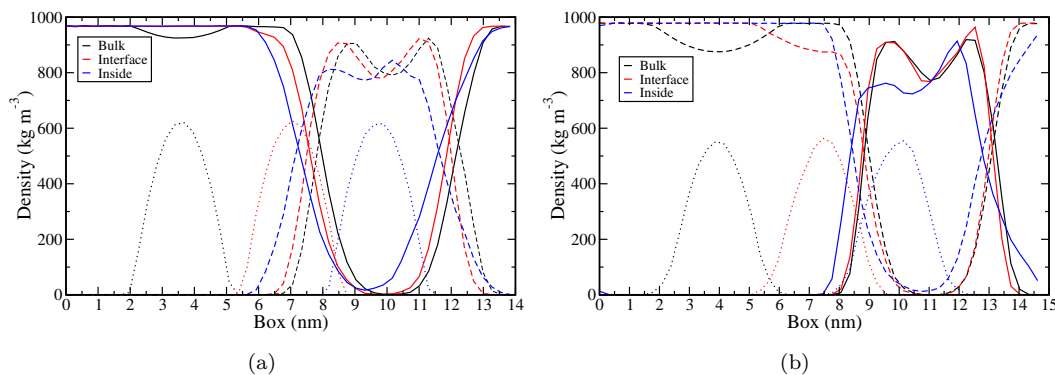 1000
800
600
400
200
0
Density (kg m-3)
Bulk
Interface
Inside
0 1 2 3 4 5 6 7 8 9 10 11 12 13 14
Box (nm)
(a)
1000
800
600
400
200
0
Density (kg m-3)
Bulk
Interface
Inside
0 1 2 3 4 5 6 7 8 9 10 11 12 13 14 15
Box (nm)
(b)